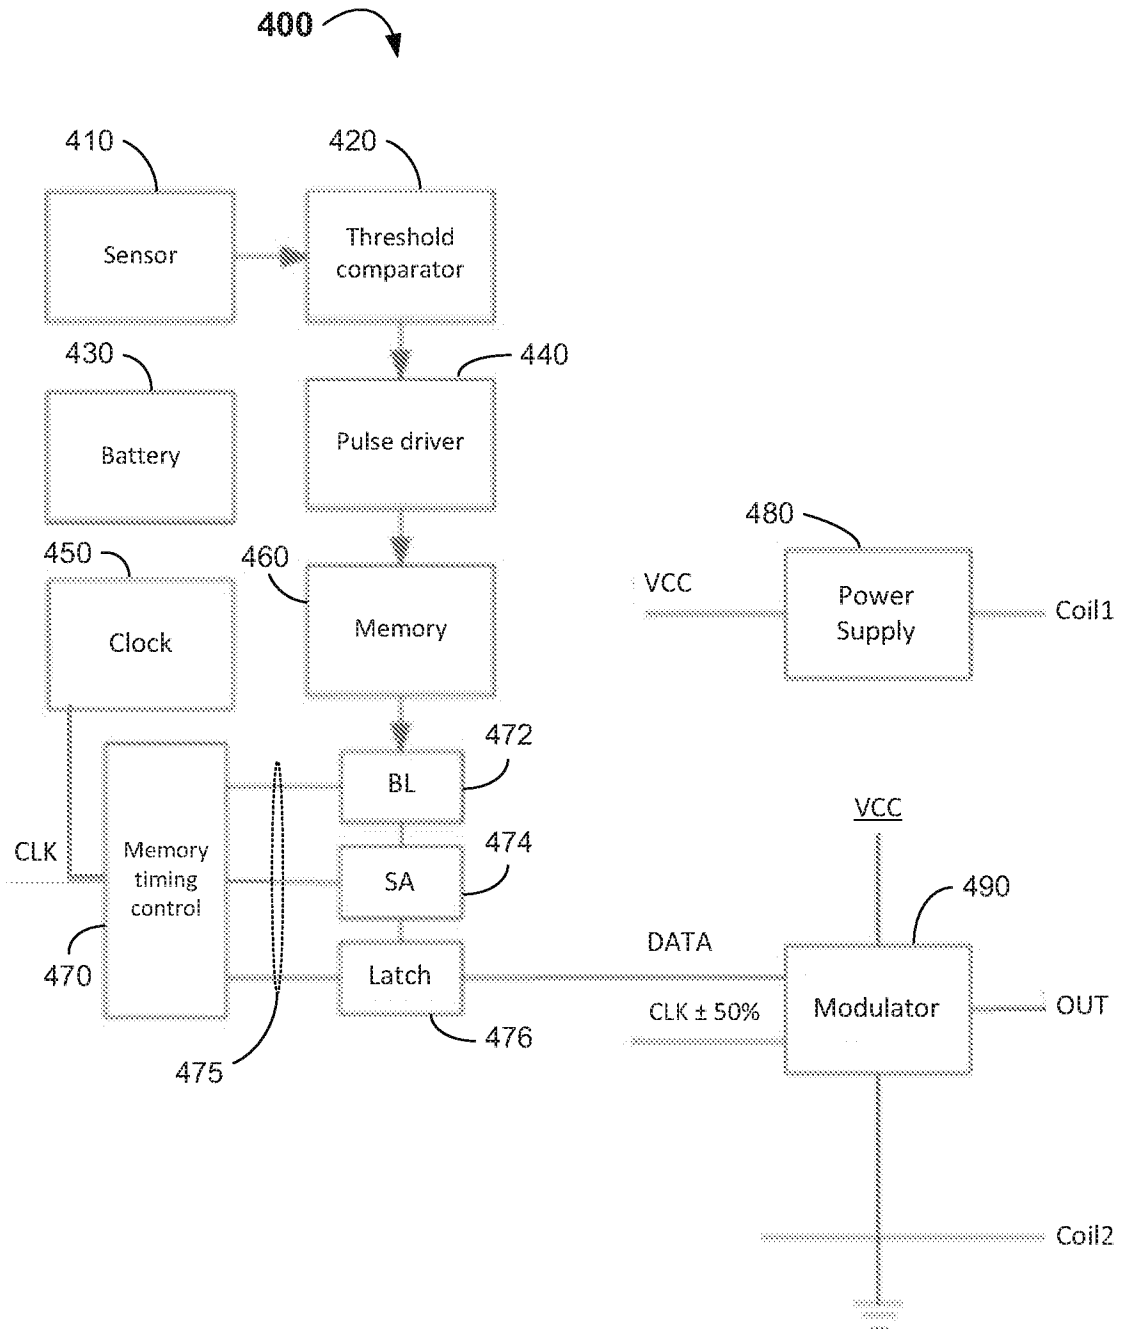 400
410
420
Sensor
Threshold
comparator
430
440
Battery
Pulse driver
480
450
460
VCC
Power
Supply
Coil1
Clock
Memory
472
BL
VCC
474
CLK
Memory
timing
control
SA
490
DATA
470
Latch
CLK ± 50%
Modulator
OUT
476
475
Coil2